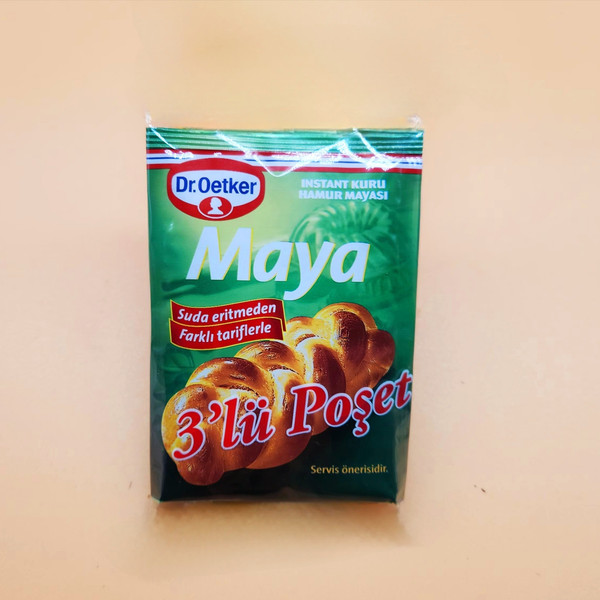 Dr.Oetker
INSTANT KURU
HAMUR MAYASI
Maya
Suda eritmeden
Farklı tariflerle
3'lü Poşet
Servis önerisidir.